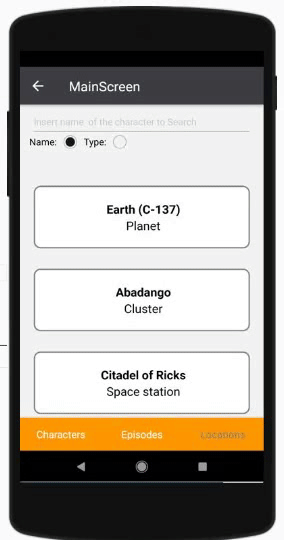 MainScreen
Insert name of the character to Search
Name: Type:
Earth (C-137)
Planet
Abadango
Cluster
Citadel of Ricks
Space station
Characters Episodes Locations